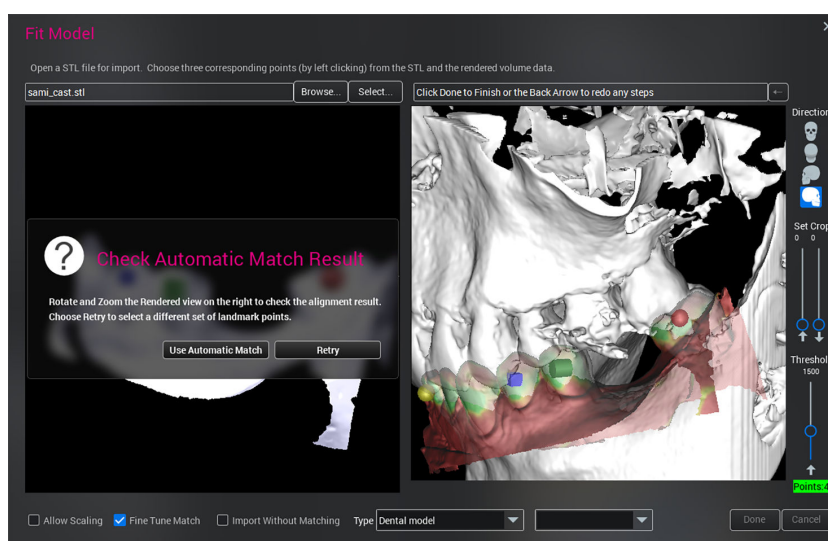 Fit Model
Open a STL file for import. Choose three corresponding points (by left clicking) from the STL and the rendered volume data.
sami_cast.stl
Browse...
Select...
Click Done to Finish or the Back Arrow to redo any steps
Direction
Set Crop
0 0
Check Automatic Match Result
Rotate and Zoom the Rendered view on the right to check the alignment result.
Choose Retry to select a different set of landmark points.
Use Automatic Match
Retry
Threshol
1500
Points:4
Allow Scaling
Fine Tune Match
Import Without Matching
Type
Dental model
Done
Cancel